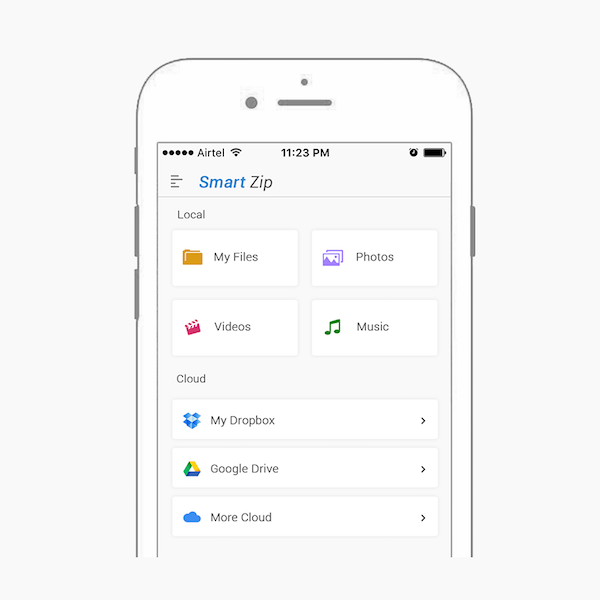 Airtel 11:23 PM
Smart Zip
Local
My Files Photos
Videos Music
Cloud
My Dropbox
Google Drive
More Cloud